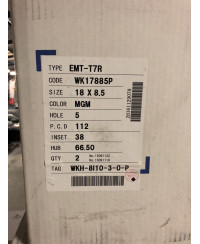 TYPE EMT-T7R
CODE WK17885P
SIZE 18 X 8.5
COLOR MGM
HOLE 5
P.C.D 112
INSET 38
HUB 66.50
QTY 2
TAG WKH-8IT0-3-0-P